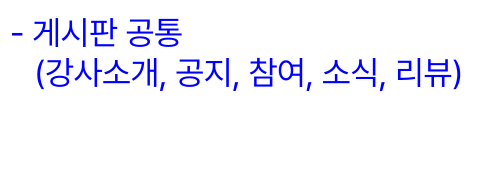 - 게시판 공통
(강사소개, 공지, 참여, 소식, 리뷰)